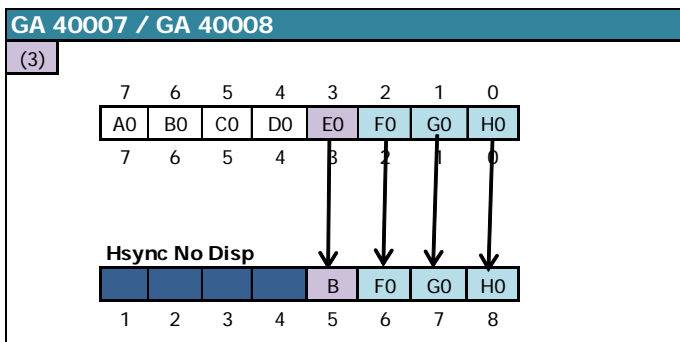 GA 40007 / GA 40008
(3)
7 6 5 4 3 2 1 0
A0 B0 C0 D0 E0 F0 G0 H0
7 6 5 4 3 2 1 0
Hsync No Disp
B F0 G0 H0
1 2 3 4 5 6 7 8